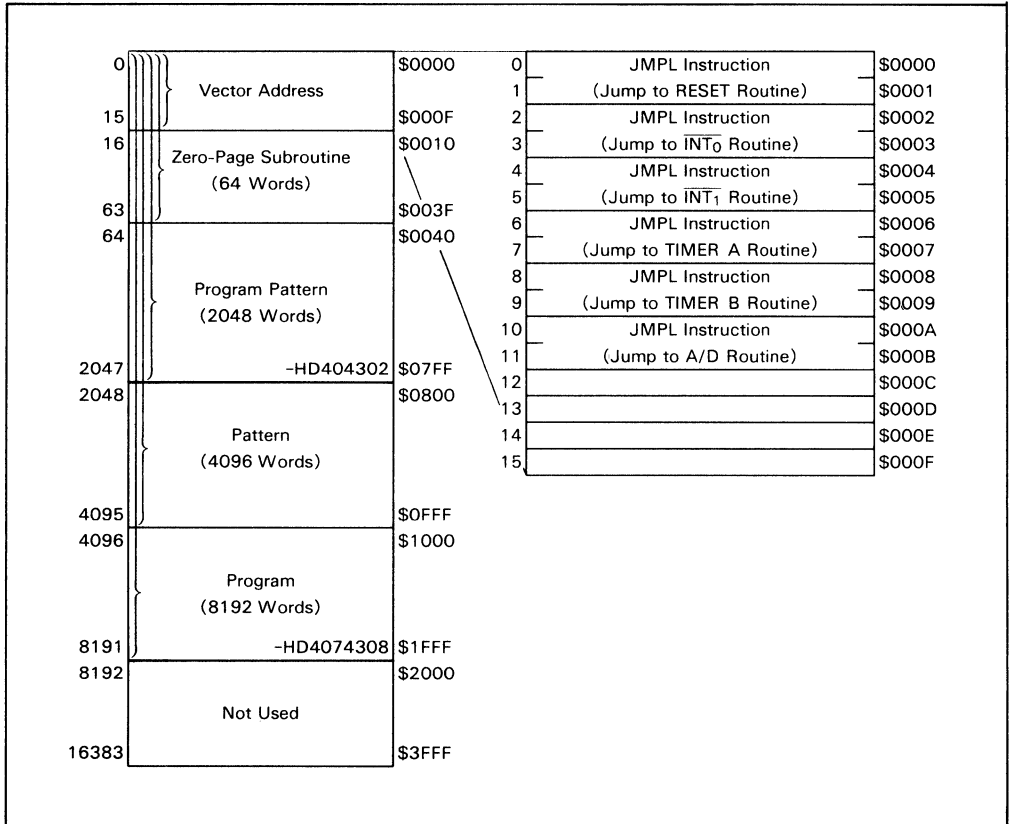 0 $0000
Vector Address
15 $000F
16 $0010
Zero-Page Subroutine
(64 Words)
63 $003F
64 $0040
Program Pattern
(2048 Words)
2047 -HD404302 $07FF
2048 $0800
Pattern
(4096 Words)
4095 $0FFF
4096 $1000
Program
(8192 Words)
8191 -HD4074308 $1FFF
8192 $2000
Not Used
16383 $3FFF
0 JMPL Instruction $0000
1 (Jump to RESET Routine) $0001
2 JMPL Instruction $0002
3 (Jump to INT0 Routine) $0003
4 JMPL Instruction $0004
5 (Jump to INT1 Routine) $0005
6 JMPL Instruction $0006
7 (Jump to TIMER A Routine) $0007
8 JMPL Instruction $0008
9 (Jump to TIMER B Routine) $0.009
10 JMPL Instruction $000A
11 (Jump to A/D Routine) $000B
12 $000C
13 $000D
14 $000E
15 $000F